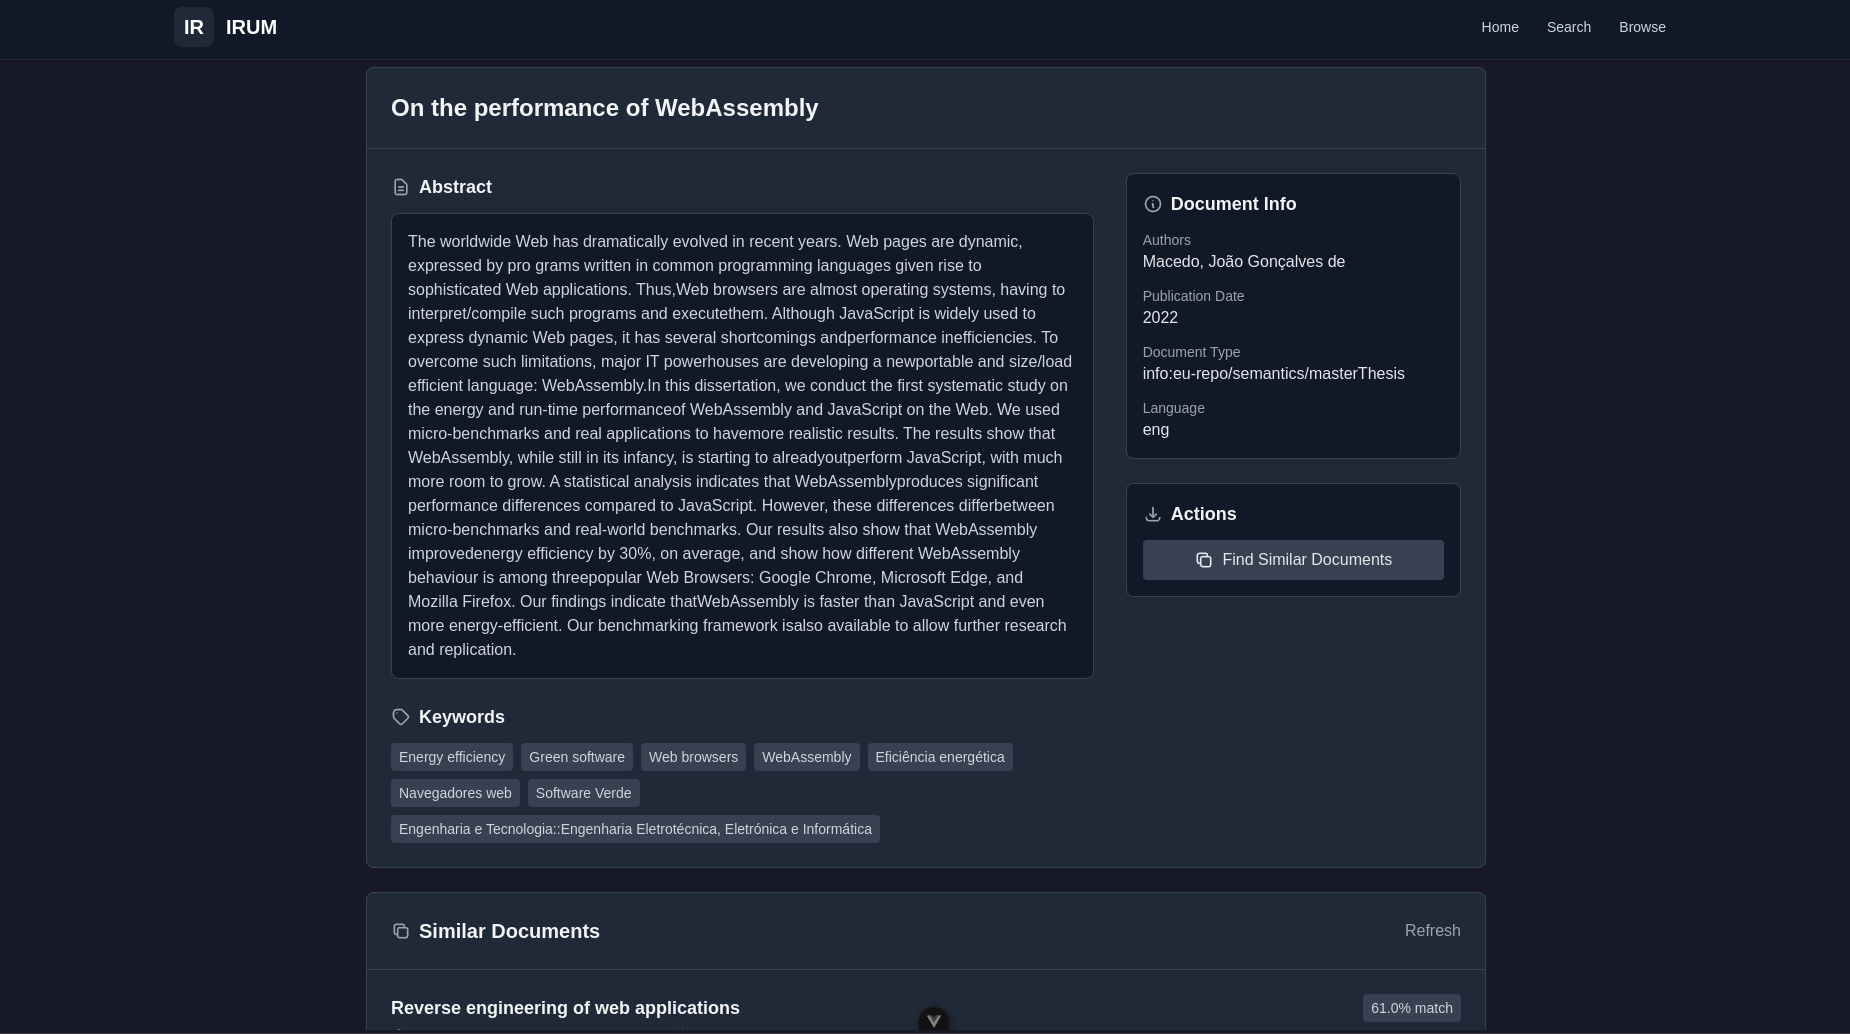 IR IRUM
Home Search Browse
On the performance of WebAssembly
Abstract
The worldwide Web has dramatically evolved in recent years. Web pages are dynamic,
expressed by pro grams written in common programming languages given rise to
sophisticated Web applications. Thus,Web browsers are almost operating systems, having to
interpret/compile such programs and executethem. Although JavaScript is widely used to
express dynamic Web pages, it has several shortcomings andperformance inefficiencies. To
overcome such limitations, major IT powerhouses are developing a newportable and size/load
efficient language: WebAssembly.In this dissertation, we conduct the first systematic study on
the energy and run-time performanceof WebAssembly and JavaScript on the Web. We used
micro-benchmarks and real applications to havemore realistic results. The results show that
WebAssembly, while still in its infancy, is starting to alreadyoutperform JavaScript, with much
more room to grow. A statistical analysis indicates that WebAssemblyproduces significant
performance differences compared to JavaScript. However, these differences differbetween
micro-benchmarks and real-world benchmarks. Our results also show that WebAssembly
improvedenergy efficiency by 30%, on average, and show how different WebAssembly
behaviour is among threepopular Web Browsers: Google Chrome, Microsoft Edge, and
Mozilla Firefox. Our findings indicate thatWebAssembly is faster than JavaScript and even
more energy-efficient. Our benchmarking framework isalso available to allow further research
and replication.
Keywords
Energy efficiency Green software Web browsers WebAssembly Eficiência energética
Navegadores web Software Verde
Engenharia e Tecnologia::Engenharia Eletrotécnica, Eletrónica e Informática
Document Info
Authors
Macedo, João Gonçalves de
Publication Date
2022
Document Type
info:eu-repo/semantics/masterThesis
Language
eng
Actions
Find Similar Documents
Similar Documents
Refresh
Reverse engineering of web applications
61.0% match